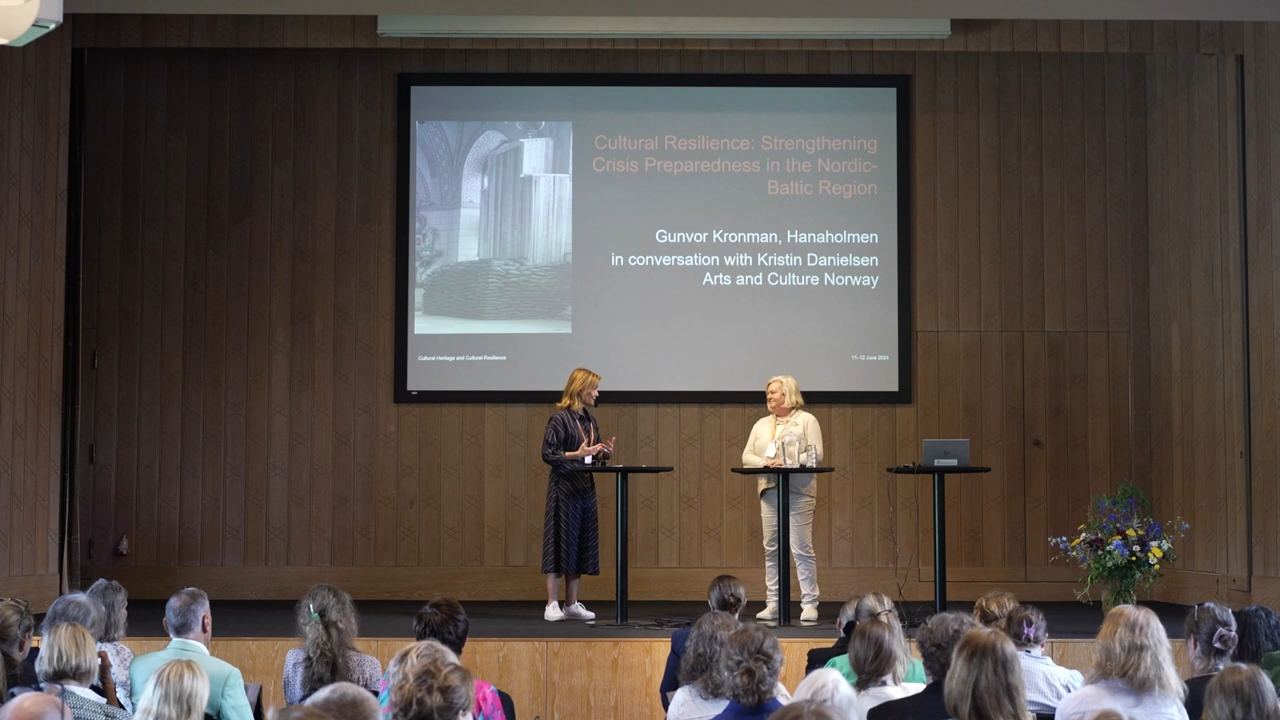 Cultural Resilience: Strengthening
Crisis Preparedness in the Nordic-
Baltic Region
Gunvor Kronman, Hanaholmen
in conversation with Kristin Danielsen
Arts and Culture Norway
Cultural Heritage and Cultural Resilience
11-12 June 2024